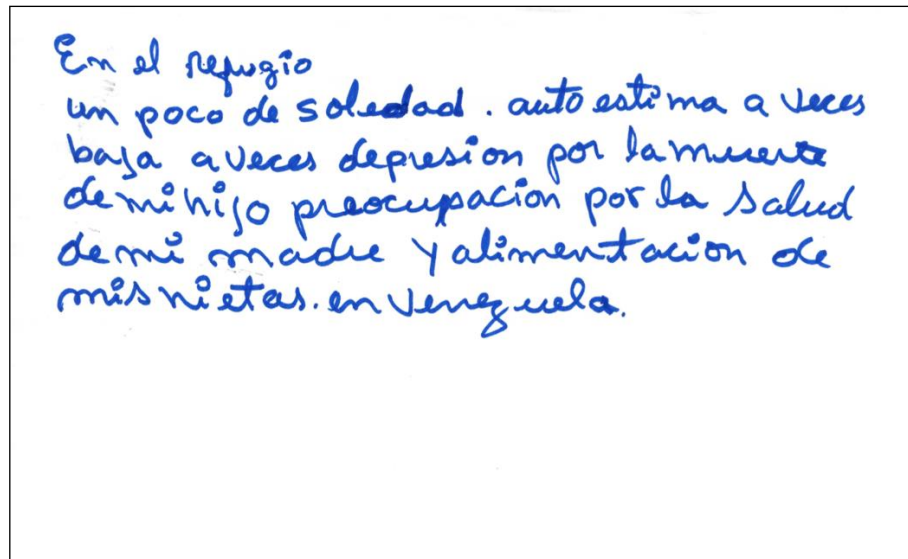 En el refugio
un poco de soledad. auto estima a veces
baja a veces depresion por la muerte
de mi hijo preocupación por la salud
de mi madre y alimentacion de
mis nietas. en Venezuela.